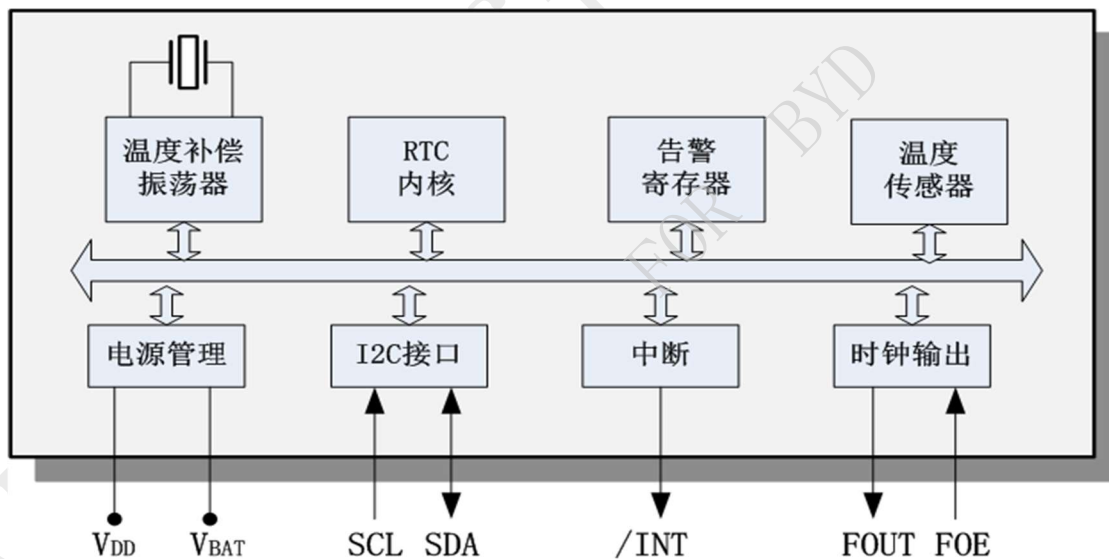 温度补偿
振荡器
RTC
内核
告警
寄存器
温度
传感器
电源管理
I2C接口
中断
时钟输出
VDD
VBAT
SCL
SDA
/INT
FOUT
FOE
FOR BYD